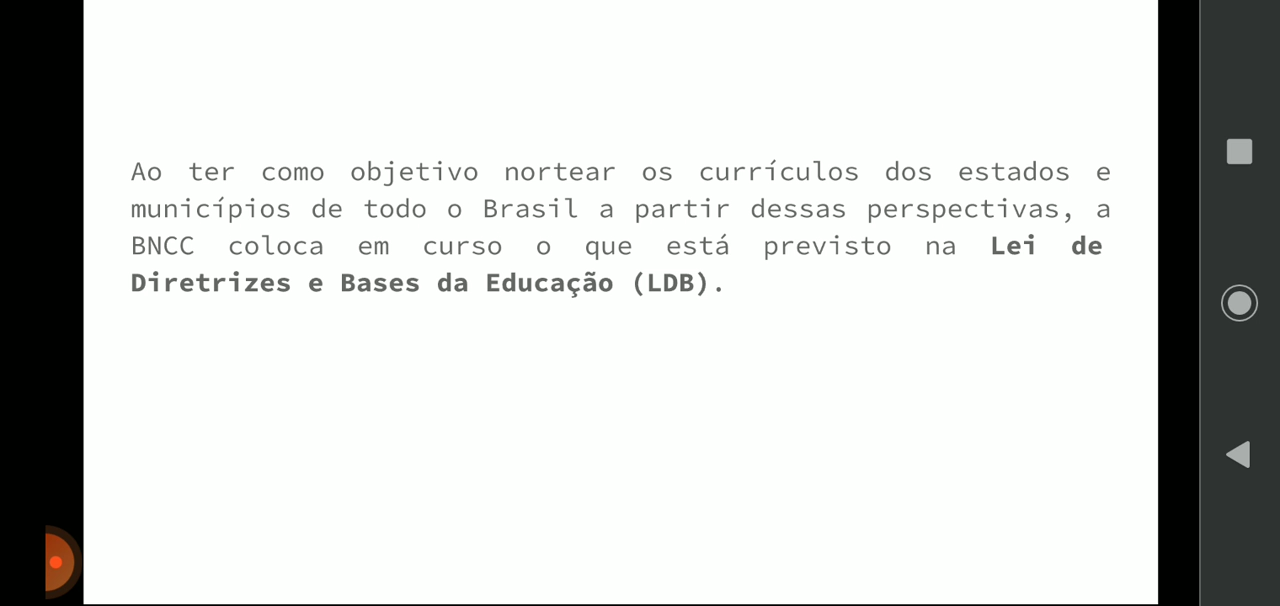 Ao ter como objetivo nortear os currículos dos estados e
municípios de todo o Brasil a partir dessas perspectivas, a
BNCC coloca em curso o que está previsto na Lei de
Diretrizes e Bases da Educação (LDB).